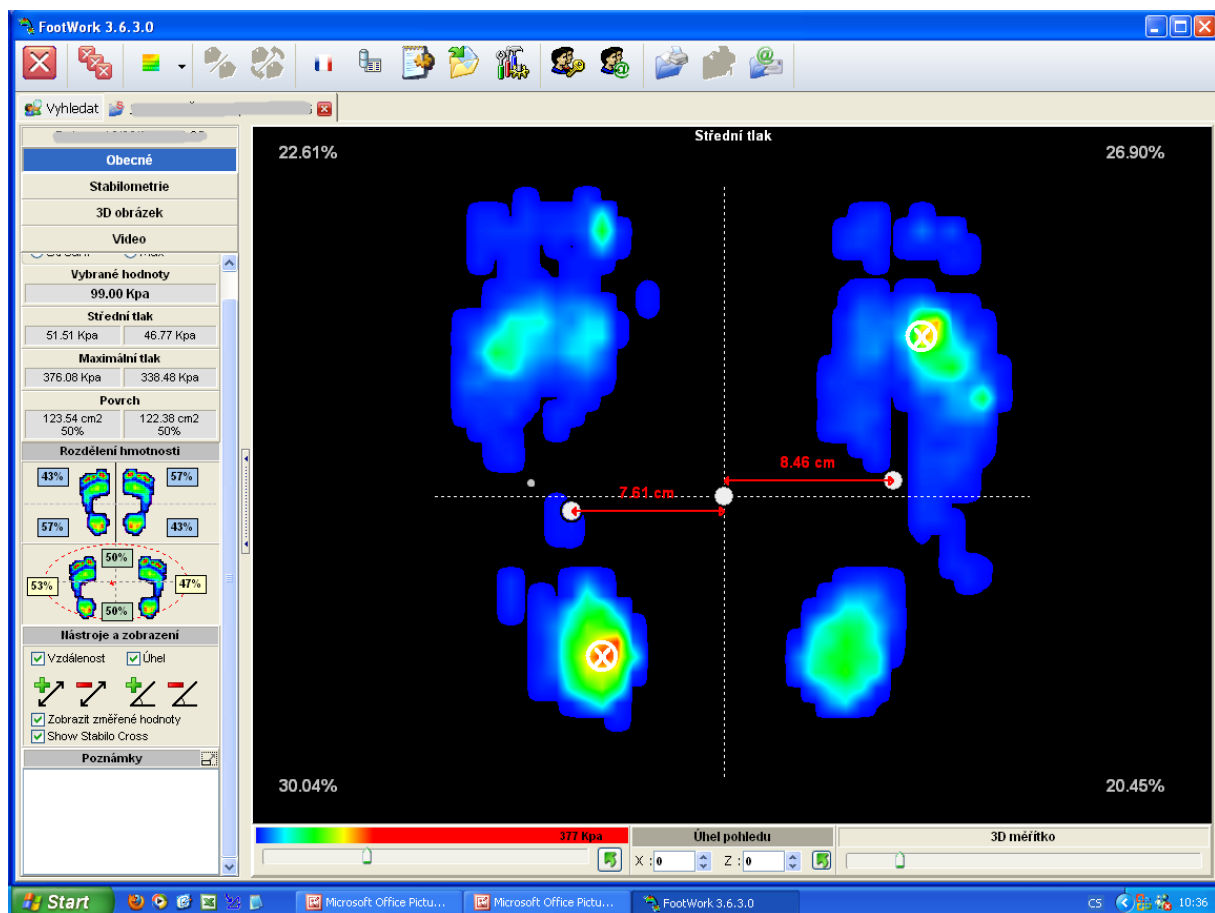 FootWork 3.6.3.0
Vyhledat
Obecné
Stabilometrie
3D obrázek
Video
Vybrané hodnoty
99.00 Kpa
Střední tlak
51.51 Kpa 46.77 Kpa
Maximální tlak
376.08 Kpa 338.48 Kpa
Povrch
123.54 cm2 122.38 cm2
50% 50%
Rozdělení hmotnosti
43% 57%
57% 43%
50%
53% 47%
50%
Nástroje a zobrazení
Vzdálenost Úhel
Zobrazit změřené hodnoty
Show Stabilo Cross
Poznámky
Střední tlak
22.61% 26.90%
8.46 cm
7.61 cm
30.04% 20.45%
377 Kpa Úhel pohledu 3D měřítko
X : 0 Z : 0
Start Microsoft Office Pictu... Microsoft Office Pictu... FootWork 3.6.3.0 CS 10:36